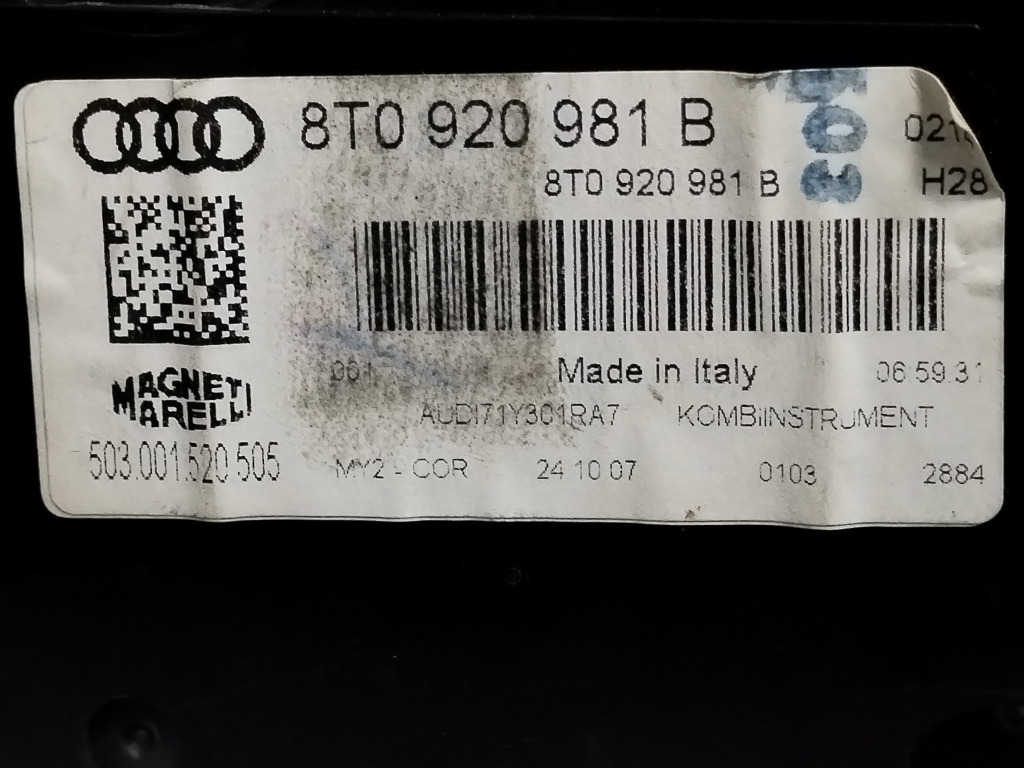 8T0 920 981 B
8T0 920 981 B
H28
MAGNETI
MARELLI
Made in Italy
06.59.31
AUDI71Y301RA7 KOMBIINSTRUMENT
503.001.520.505
MY2 - COR 24 10 07 0103 2884